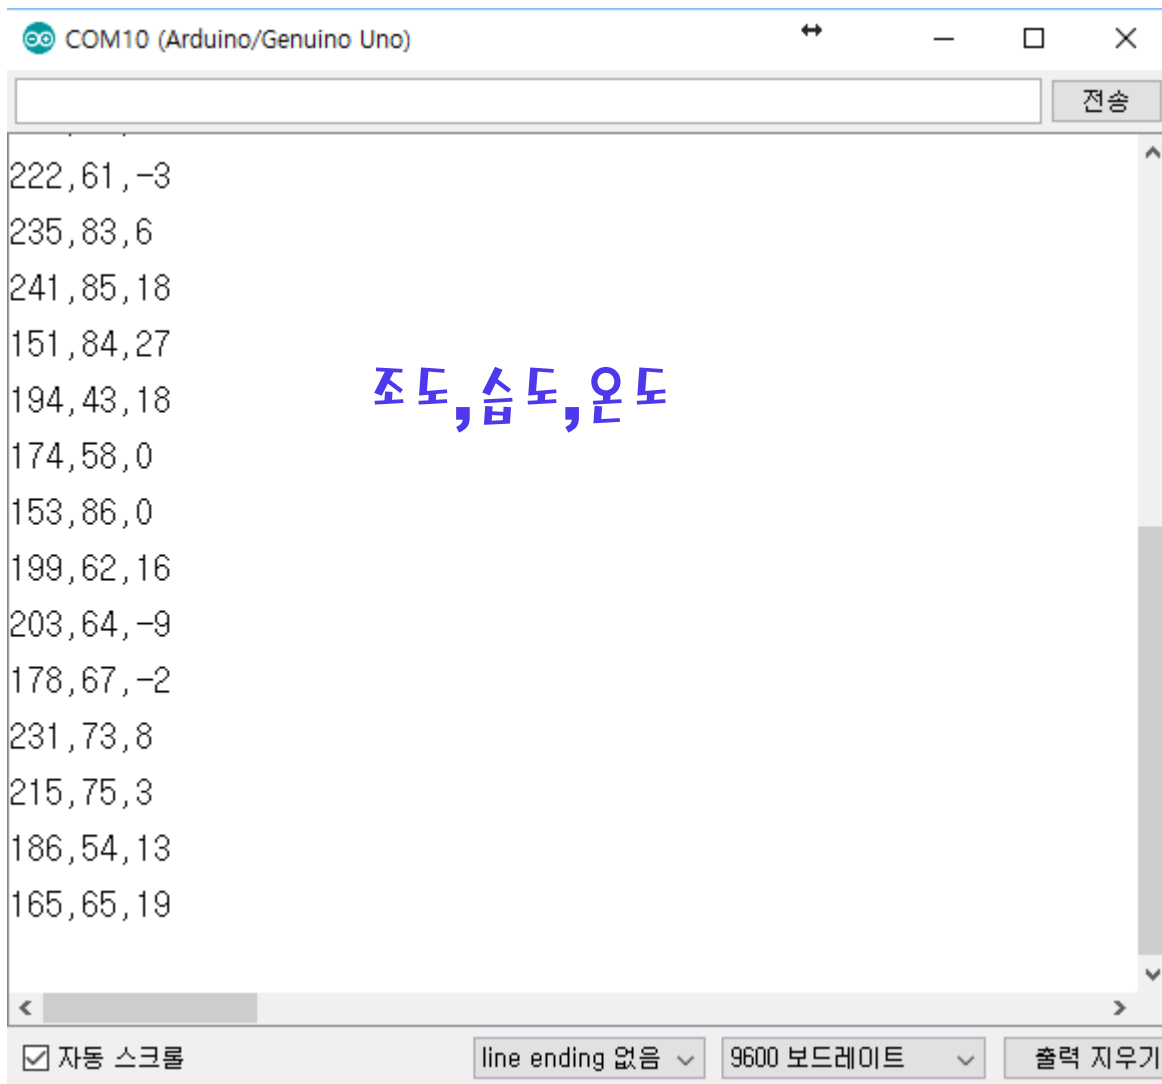 COM10 (Arduino/Genuino Uno)
전송
222,61,-3
235,83,6
241,85,18
151,84,27
194,43,18
조도,습도,온도
174,58,0
153,86,0
199,62,16
203,64,-9
178,67,-2
231,73,8
215,75,3
186,54,13
165,65,19
자동 스크롤
line ending 없음
9600 보드레이트
출력 지우기